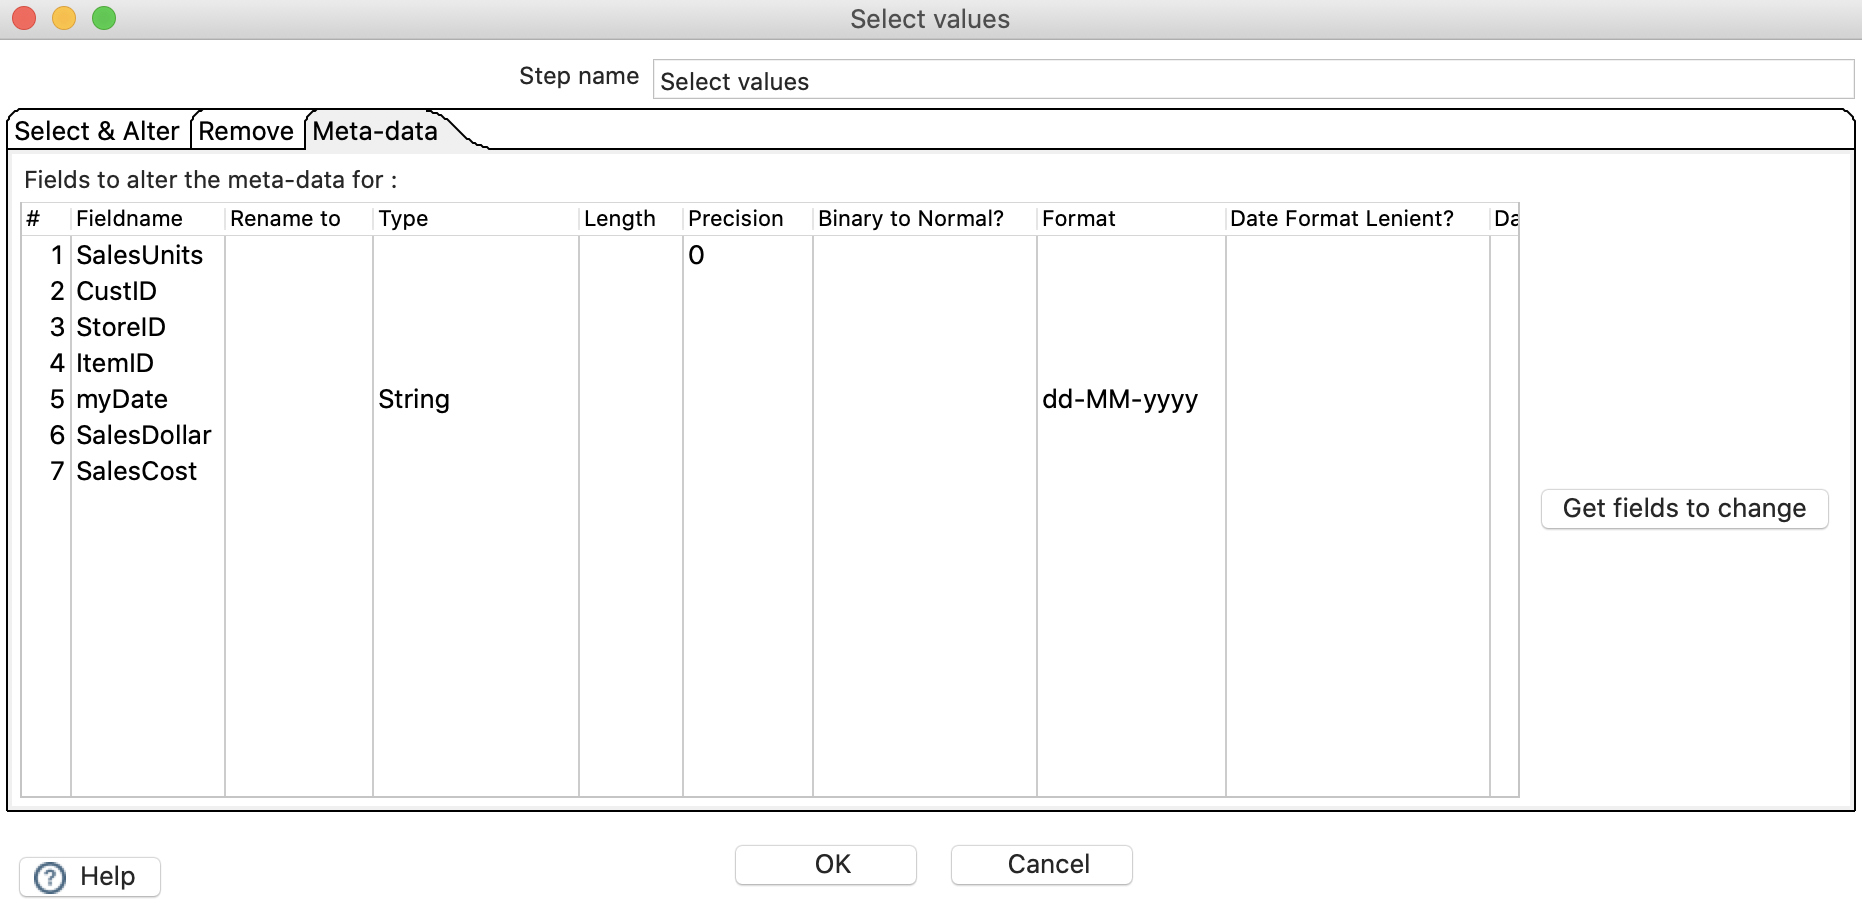 Select values
Step name Select values
Select & Alter Remove Meta-data
Fields to alter the meta-data for :
# Fieldname Rename to Type Length Precision Binary to Normal? Format Date Format Lenient? Da
1 SalesUnits 0
2 CustID
3 StoreID
4 ItemID
5 myDate String dd-MM-yyyy
6 SalesDollar
7 SalesCost
Get fields to change
? Help OK Cancel